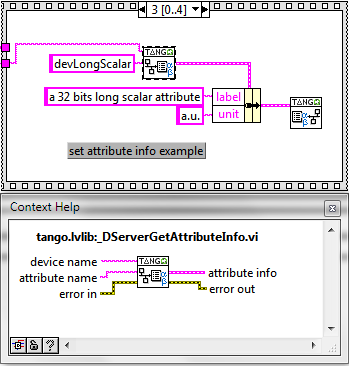 3 [0..4]
TANGO
devLongScalar
a 32 bits long scalar attribute
label
a.u.
unit
TANGO
set attribute info example
Context Help
tango.lvlib:_DServerGetAttributeInfo.vi
device name
TANGO
attribute name
attribute info
error in
error out
?